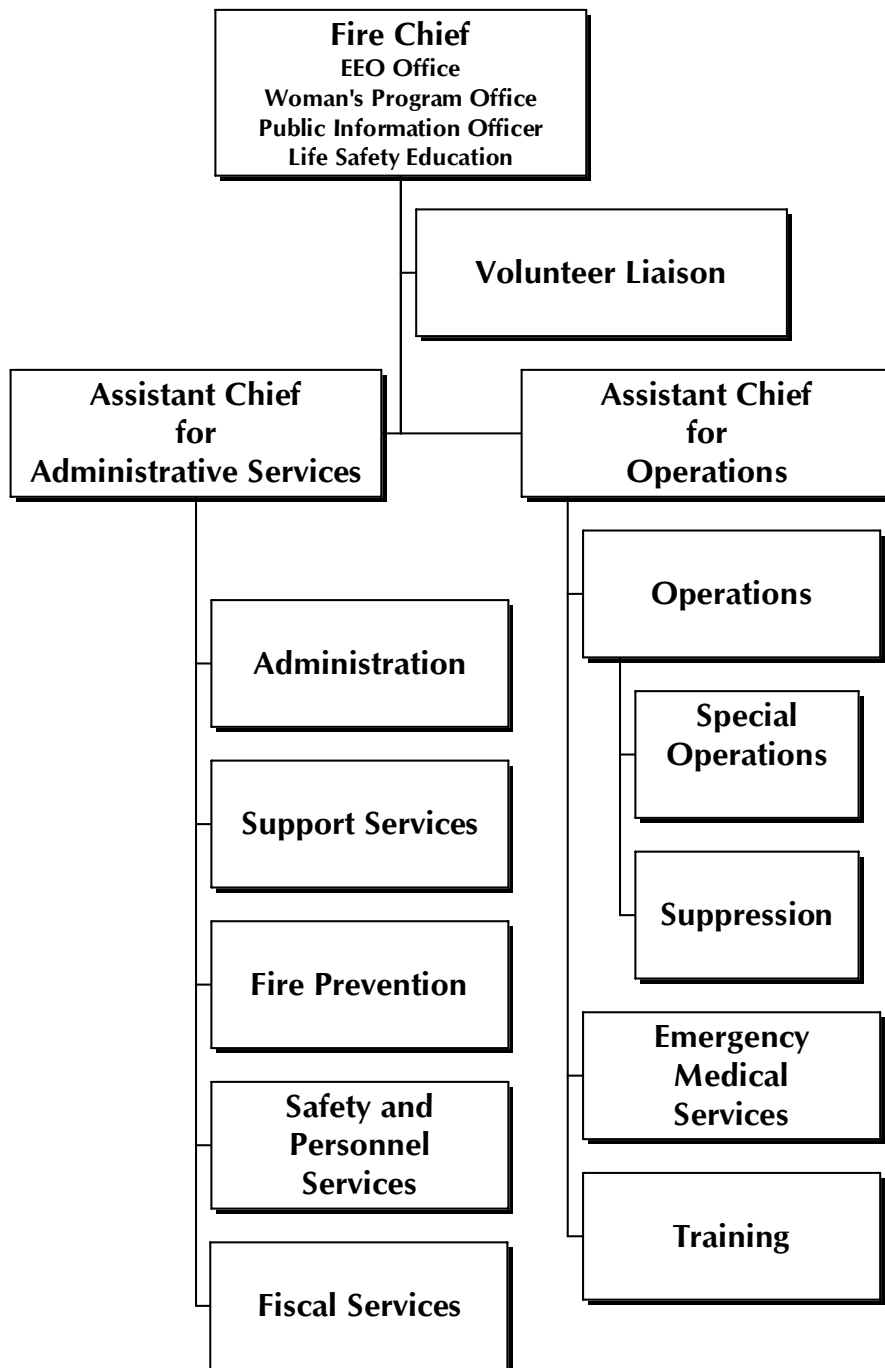 Fire Chief
EEO Office
Woman's Program Office
Public Information Officer
Life Safety Education
Volunteer Liaison
Assistant Chief
for
Administrative Services
Assistant Chief
for
Operations
Administration
Support Services
Fire Prevention
Safety and
Personnel
Services
Fiscal Services
Operations
Special
Operations
Suppression
Emergency
Medical
Services
Training